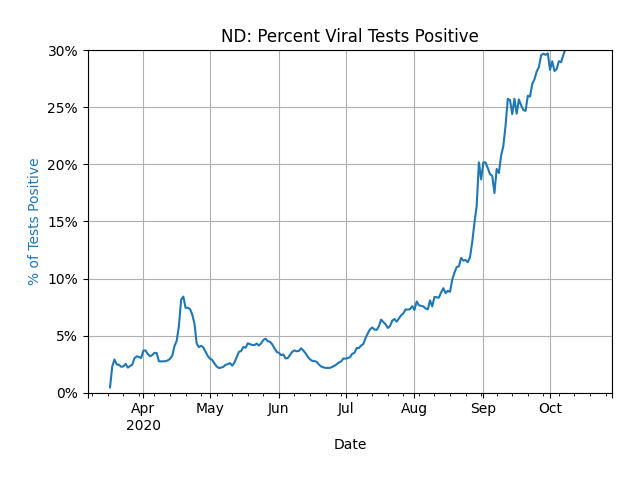 ND: Percent Viral Tests Positive
30%
25%
20%
15%
10%
5%
0%
% of Tests Positive
Apr May Jun Jul Aug Sep Oct
2020
Date